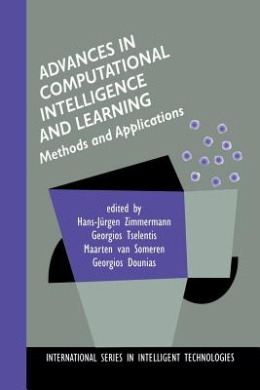 ADVANCES IN
COMPUTATIONAL
INTELLIGENCE
AND LEARNING
Methods and Applications
edited by
Hans-Jürgen Zimmermann
Georgios Tselentis
Maarten van Someren
Georgios Dounias
INTERNATIONAL SERIES IN INTELLIGENT TECHNOLOGIES